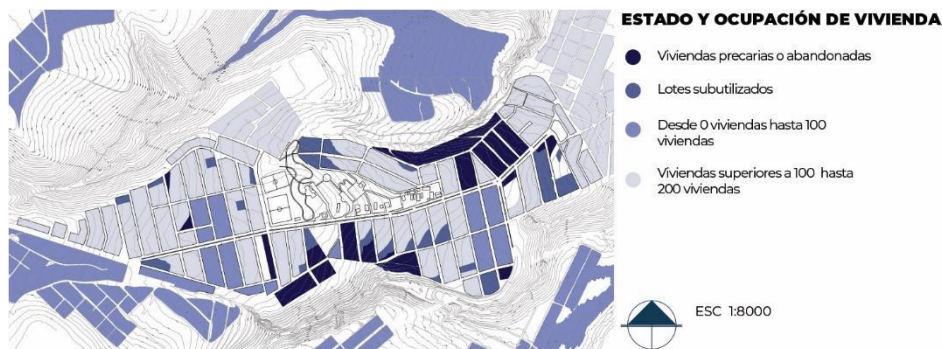 ESTADO Y OCUPACIÓN DE VIVIENDA
Viviendas precarias o abandonadas
Lotes subutilizados
Desde 0 viviendas hasta 100
viviendas
Viviendas superiores a 100 hasta
200 viviendas
ESC 1:8000